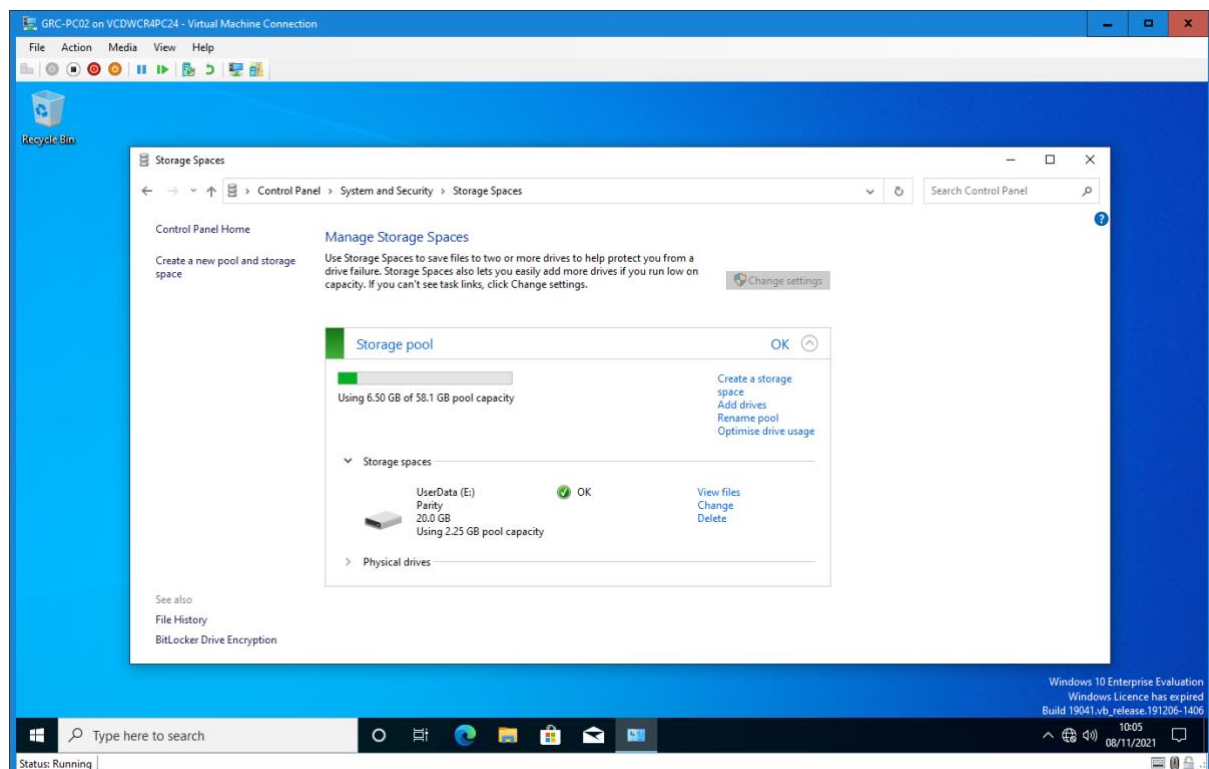 GRC-PC02 on VCDWCR4PC24 - Virtual Machine Connection
File Action Media View Help
Recycle Bin
Storage Spaces
Control Panel > System and Security > Storage Spaces
Search Control Panel
Control Panel Home
Create a new pool and storage
space
Manage Storage Spaces
Use Storage Spaces to save files to two or more drives to help protect you from a
drive failure. Storage Spaces also lets you easily add more drives if you run low on
capacity. If you can't see task links, click Change settings.
Change settings
Storage pool
OK
Using 6.50 GB of 58.1 GB pool capacity
Create a storage
space
Add drives
Rename pool
Optimise drive usage
Storage spaces
UserData (E:)
Parity
20.0 GB
Using 2.25 GB pool capacity
OK
View files
Change
Delete
Physical drives
See also
File History
BitLocker Drive Encryption
Windows 10 Enterprise Evaluation
Windows Licence has expired
Build 19041.vb_release.191206-1406
Type here to search
10:05
08/11/2021
Status: Running